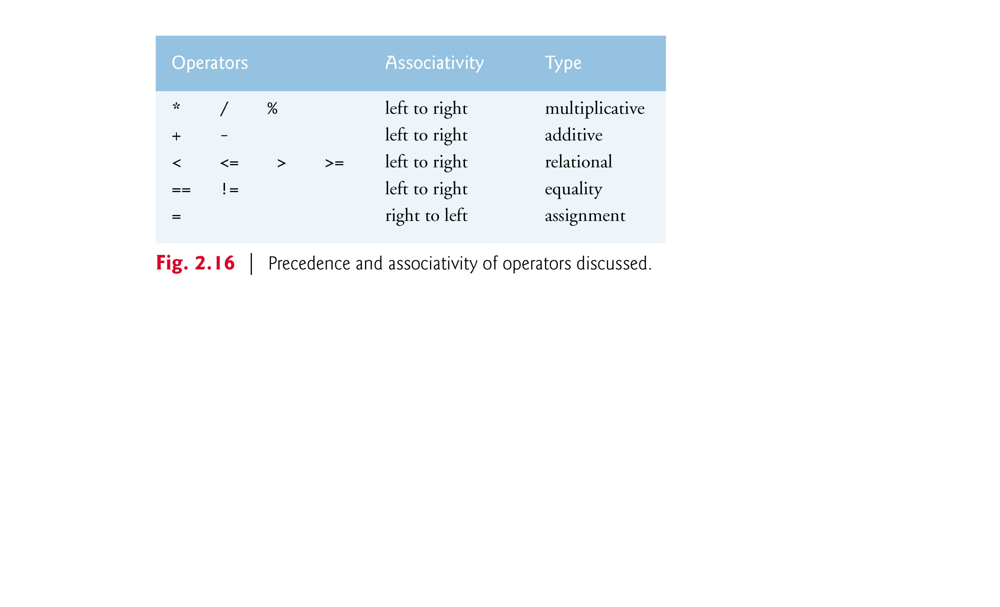 Operators Associativity Type
* / % left to right multiplicative
+ - left to right additive
< <= > >= left to right relational
== != left to right equality
= right to left assignment
Fig. 2.16 | Precedence and associativity of operators discussed.